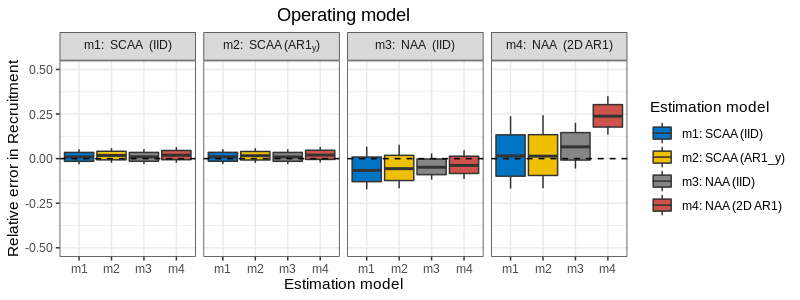 Operating model
m1: SCAA (IID)
m2: SCAA (AR1y)
m3: NAA (IID)
m4: NAA (2D AR1)
Relative error in Recruitment
0.50
0.25
0.00
-0.25
-0.50
m1 m2 m3 m4
m1 m2 m3 m4
m1 m2 m3 m4
m1 m2 m3 m4
Estimation model
Estimation model
m1: SCAA (IID)
m2: SCAA (AR1_y)
m3: NAA (IID)
m4: NAA (2D AR1)